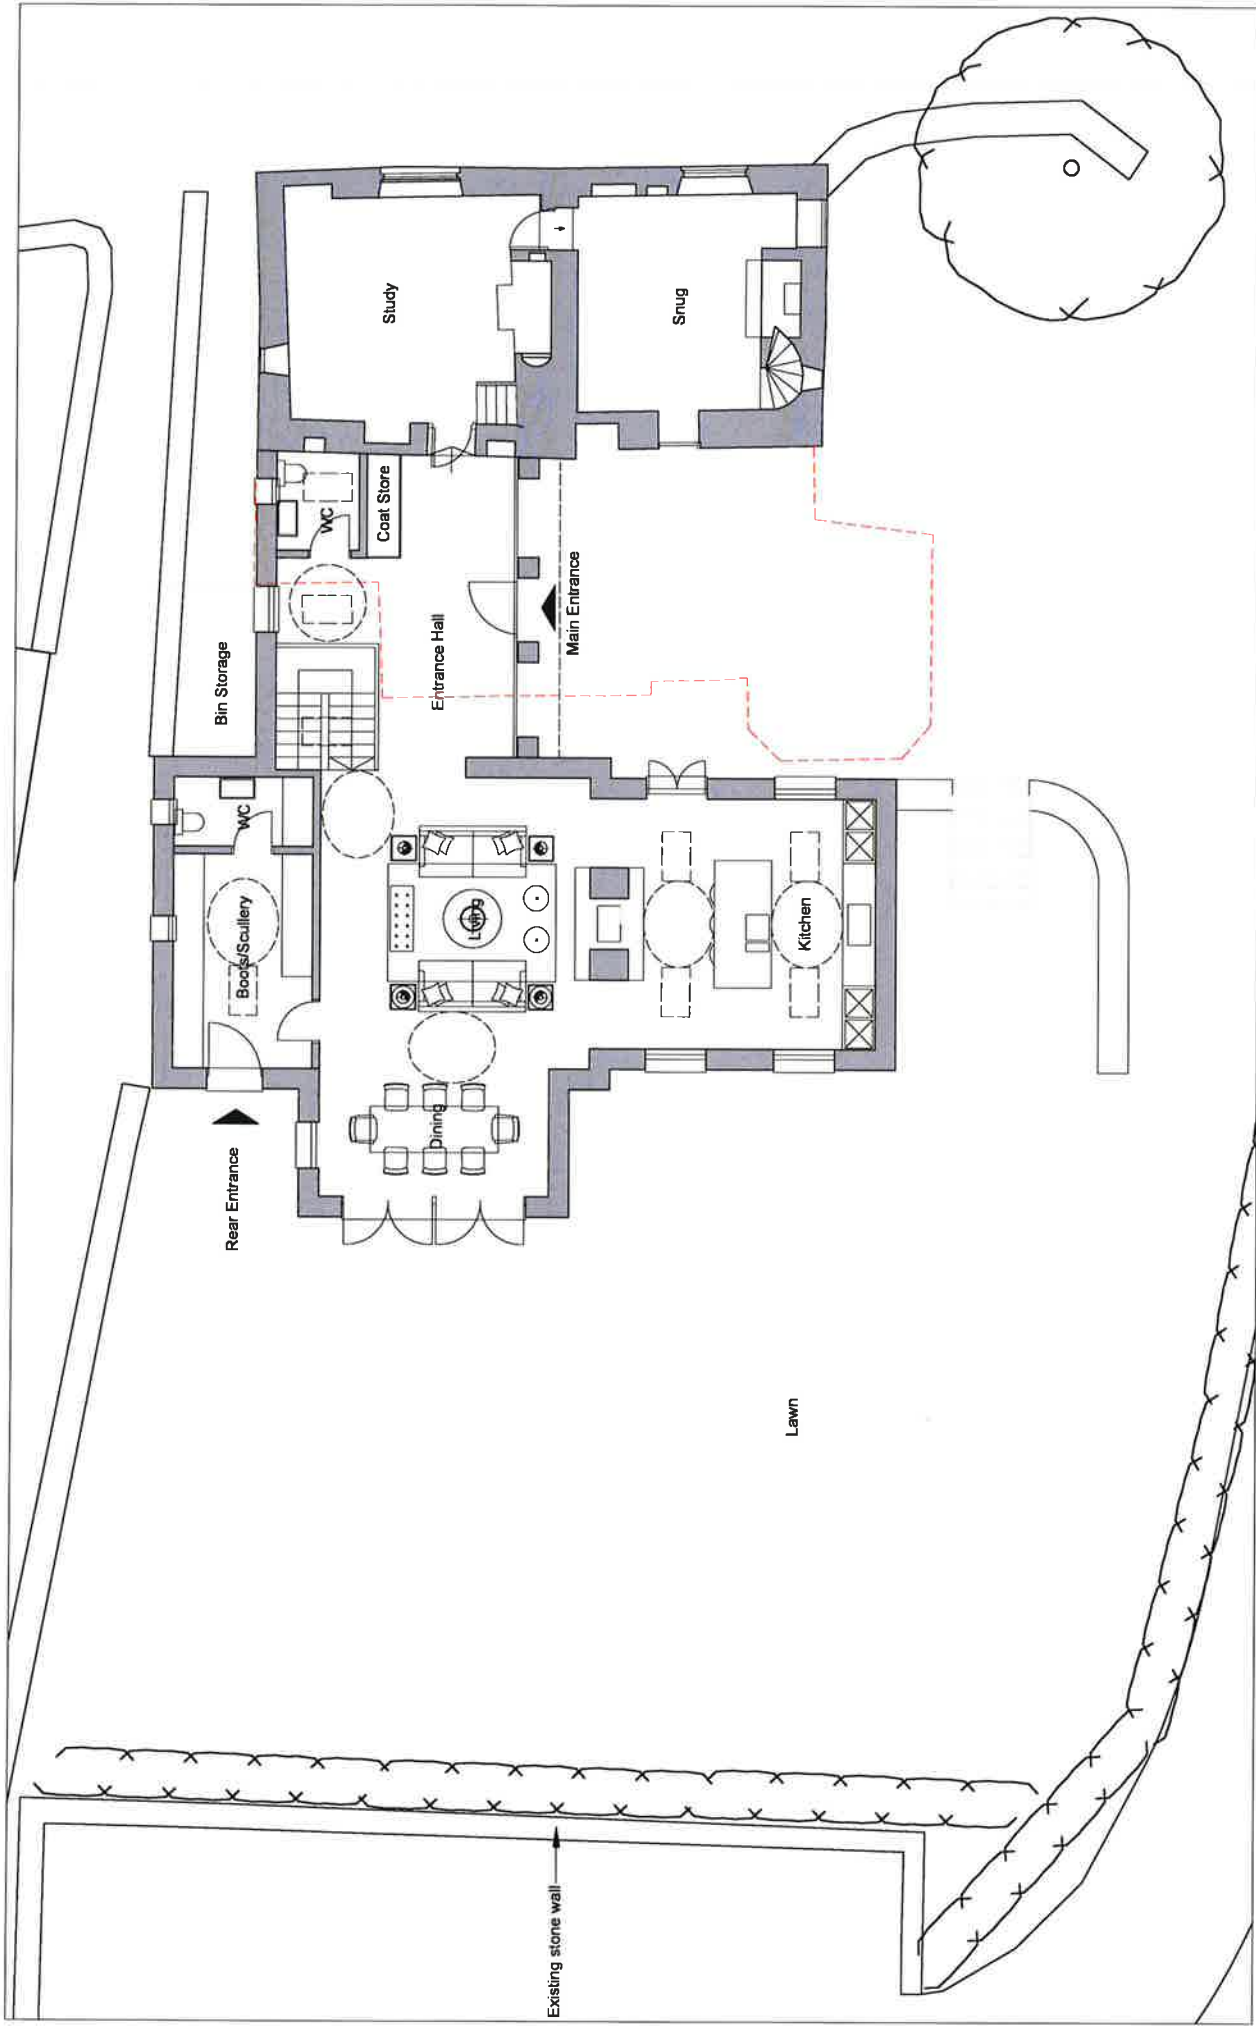 Existing stone wall
Rear Entrance
Boots/Scullery
WC
Bin Storage
WC
Coat Store
Study
Dining
Living
Entrance Hall
Main Entrance
Snug
Lawn
Kitchen